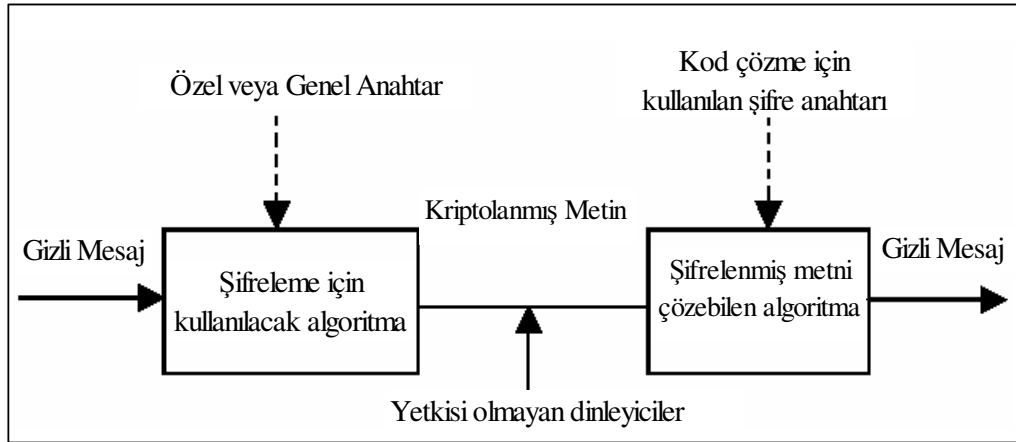 Özel veya Genel Anahtar
Kod çözme için
kullanılan şifre anahtarı
Kriptolanmış Metin
Gizli Mesaj
Şifreleme için
kullanılacak algoritma
Şifrelenmiş metni
çözebilen algoritma
Gizli Mesaj
Yetkisi olmayan dinleyiciler